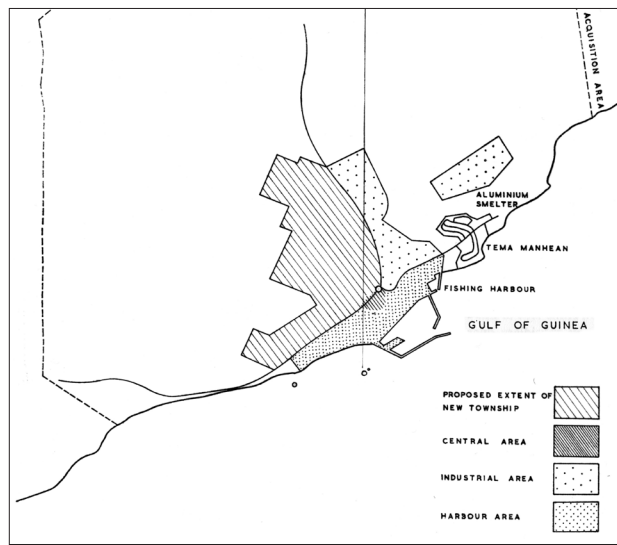 ACQUISITION AREA
ALUMINIUM
SMELTER
TEMA MANHEAN
FISHING HARBOUR
GULF OF GUINEA
PROPOSED EXTENT OF
NEW TOWNSHIP
CENTRAL AREA
INDUSTRIAL AREA
HARBOUR AREA